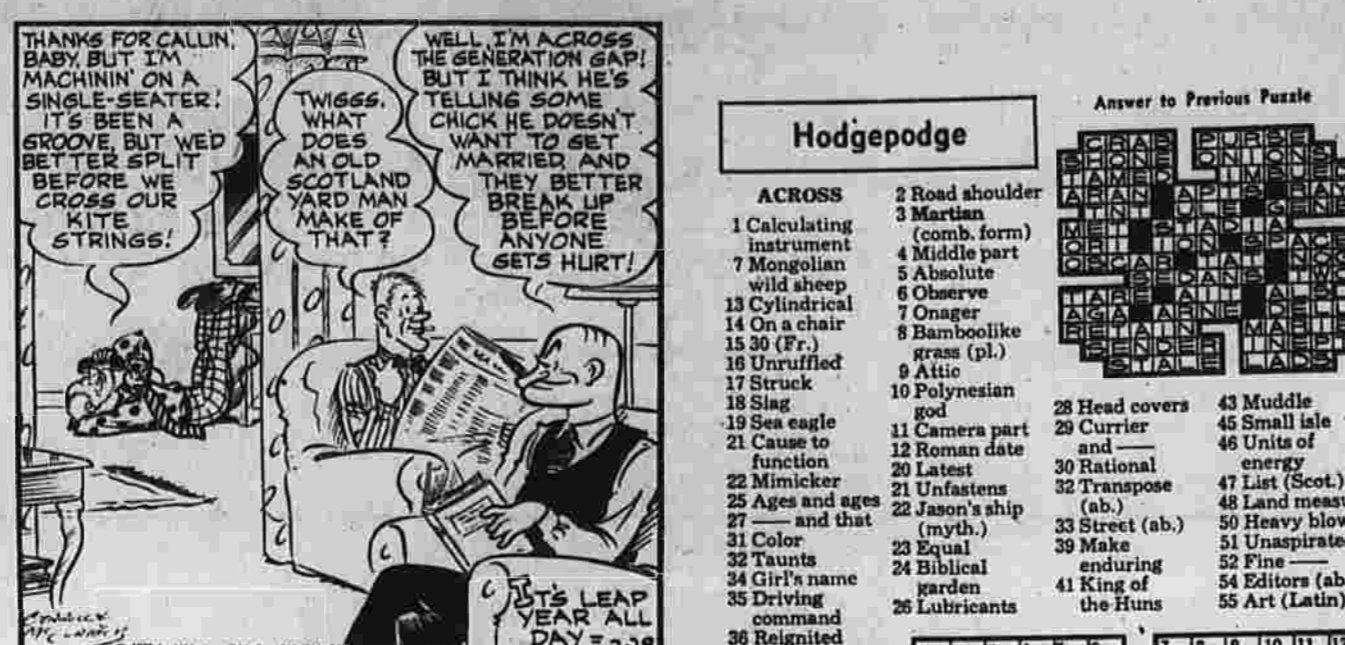 THANKS FOR CALLIN',
BABY, BUT I'M
MACHININ' ON A
SINGLE-SEATER!
IT'S BEEN A
GROOVE, BUT WE'D
BETTER SPLIT
BEFORE WE
CROSS OUR
KITE
STRINGS!
TWIGGS,
WHAT
DOES
AN OLD
SCOTLAND
YARD MAN
MAKE OF
THAT?
WELL, I'M ACROSS
THE GENERATION GAP!
BUT I THINK HE'S
TELLING SOME
CHICK HE DOESN'T
WANT TO GET
MARRIED, AND
THEY BETTER
BREAK UP
BEFORE
ANYONE
GETS HURT!
IT'S LEAP
YEAR ALL
DAY = 2-28
Hodgepodge
ACROSS
1 Calculating
instrument
7 Mongolian
wild sheep
13 Cylindrical
14 On a chair
15 30 (Fr.)
16 Unruffled
17 Struck
18 Slag
19 Sea eagle
21 Cause to
function
22 Mimicker
25 Ages and ages
27 —— and that
31 Color
32 Taunts
34 Girl's name
35 Driving
command
36 Reignited
2 Road shoulder
3 Martian
(comb. form)
4 Middle part
5 Absolute
6 Observe
7 Onager
8 Bamboolike
grass (pl.)
9 Attic
10 Polynesian
god
11 Camera part
12 Roman date
20 Latest
21 Unfastens
22 Jason's ship
(myth.)
23 Equal
24 Biblical
garden
26 Lubricants
Answer to Previous Puzzle
CRAB PURSE
28 Head covers
29 Currier
and ——
30 Rational
32 Transpose
(ab.)
33 Street (ab.)
39 Make
enduring
41 King of
the Huns
43 Muddle
45 Small isle
46 Units of
energy
47 List (Scot.)
48 Land measu
50 Heavy blow
51 Unaspirate
52 Fine ——
54 Editors (ab
55 Art (Latin)
7 8 9 10 11 12